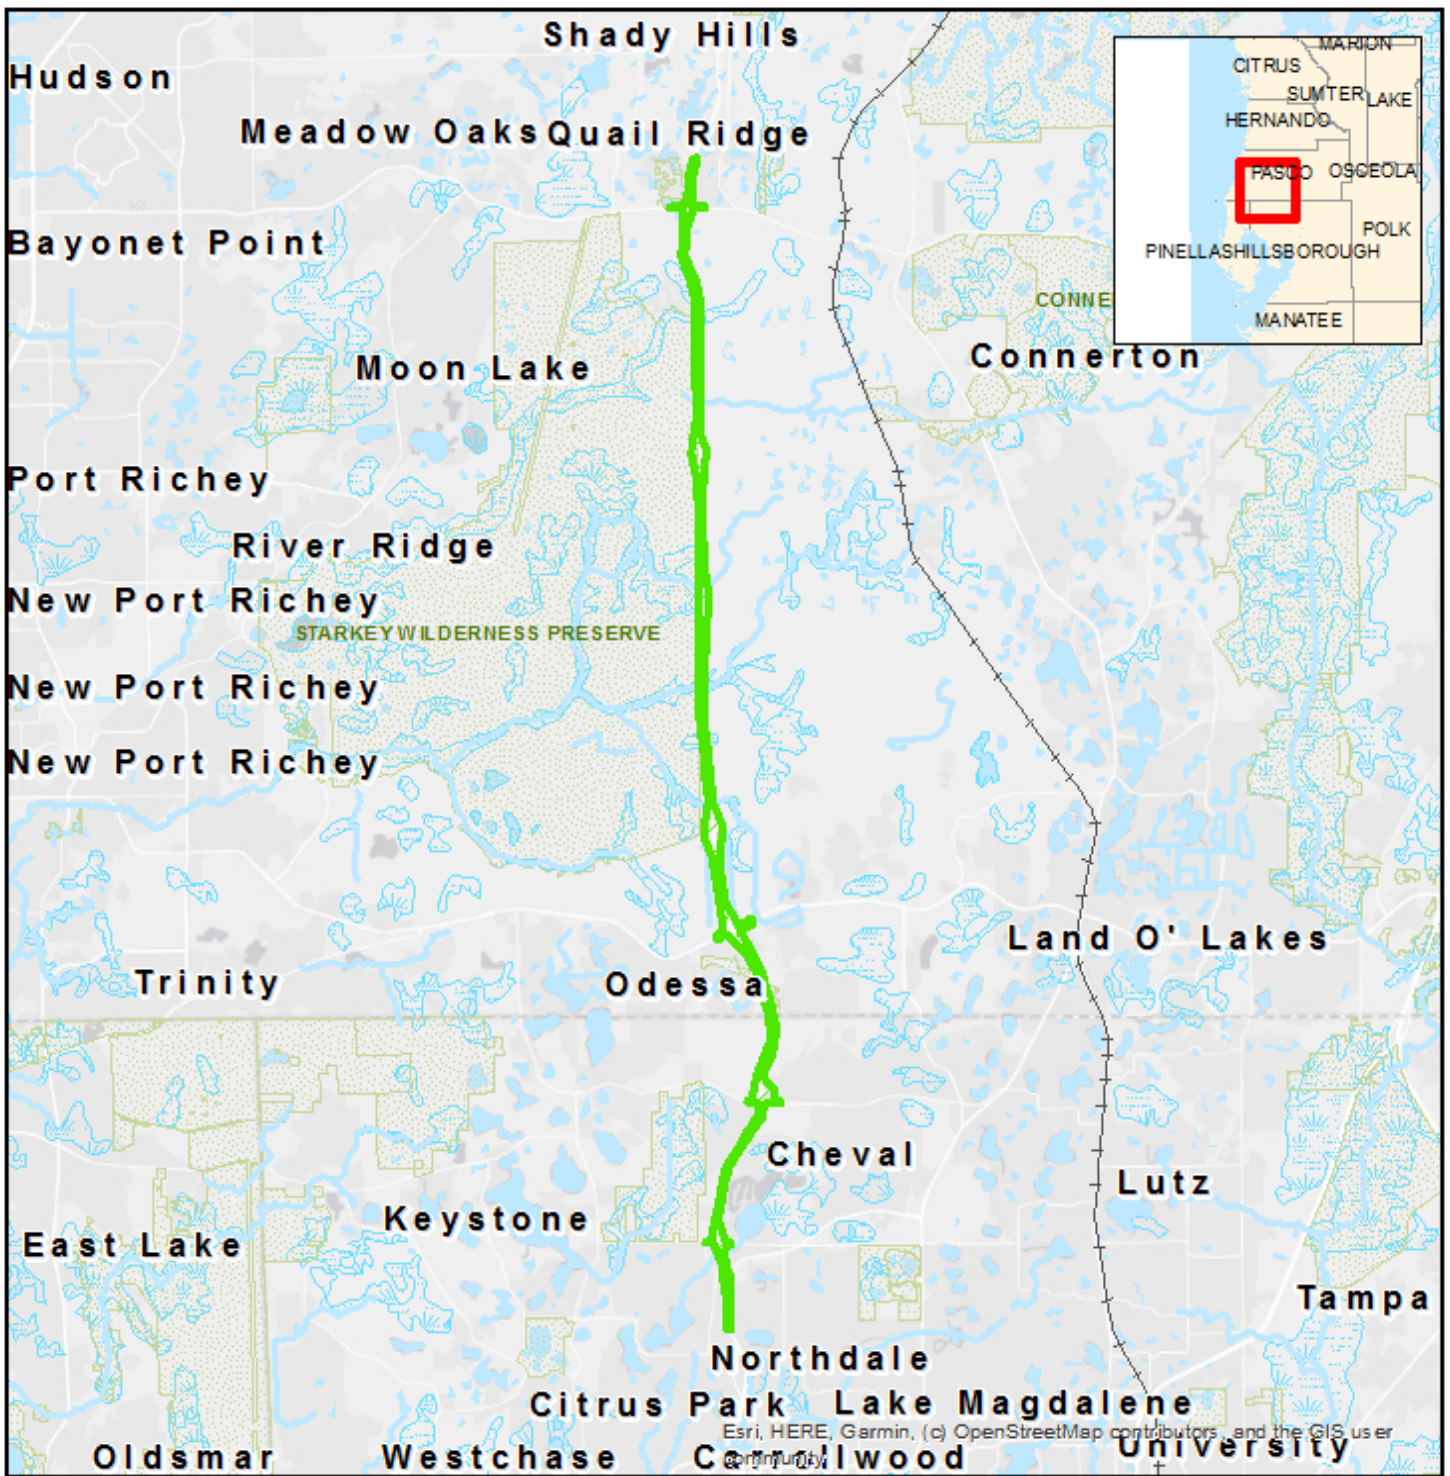 Shady Hills
Hudson
Meadow Oaks
Quail Ridge
Bayonet Point
MARION
CITRUS
SUMTER
LAKE
HERNANDO
PASCO
OSCEOLA
POLK
PINELLAS
HILLSBOROUGH
MANATEE
CONNE
Connerton
Moon Lake
Port Richey
River Ridge
New Port Richey
STARKEY WILDERNESS PRESERVE
New Port Richey
New Port Richey
Land O' Lakes
Trinity
Odessa
Cheval
Lutz
Keystone
East Lake
Tampa
Northdale
Citrus Park
Lake Magdalene
Esri, HERE, Garmin, (c) OpenStreetMap contributors, and the GIS user
community
Oldsmar
Westchase
Carrollwood
University